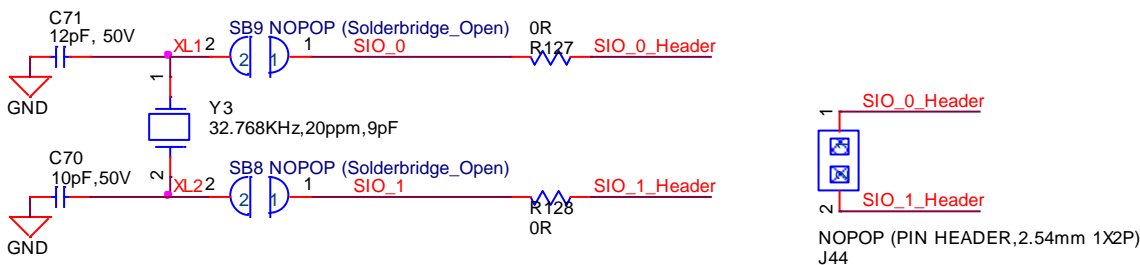 C71
12pF, 50V
XL1
2
SB9 NOPOP (Solderbridge_Open)
2
1
1
SIO_0
0R
R127
SIO_0_Header
GND
1
Y3
32.768KHz,20ppm,9pF
2
C70
10pF,50V
XL2
2
SB8 NOPOP (Solderbridge_Open)
2
1
1
SIO_1
R128
0R
SIO_1_Header
GND
1
SIO_0_Header
2
SIO_1_Header
NOPOP (PIN HEADER,2.54mm 1X2P)
J44